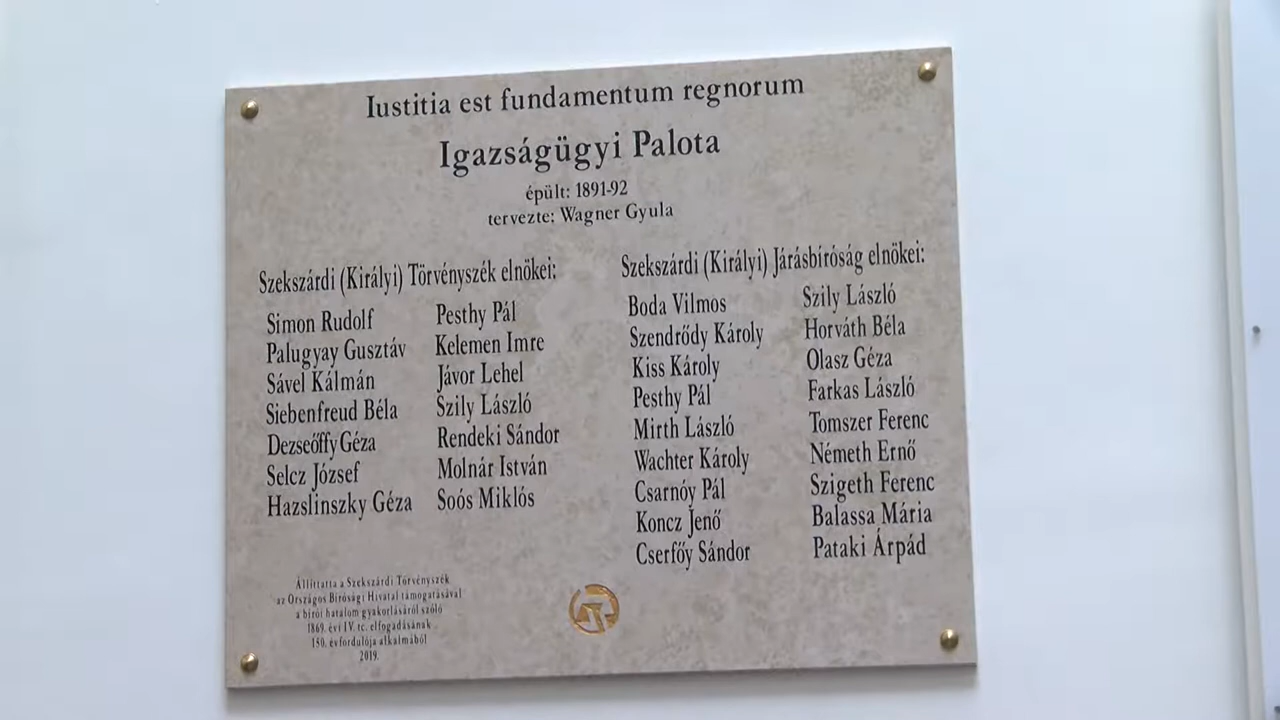 Iustitia est fundamentum regnorum
Igazságügyi Palota
épült: 1891-92
tervezte: Wagner Gyula
Szekszárdi (Királyi) Törvényszék elnökei:
Simon Rudolf
Palugyay Gusztáv
Sável Kálmán
Siebenfreud Béla
Dezseőffy Géza
Selcz József
Hazslinszky Géza
Pesthy Pál
Kelemen Imre
Jávor Lehel
Szily László
Rendeki Sándor
Molnár István
Soós Miklós
Szekszárdi (Királyi) Járásbíróság elnökei:
Boda Vilmos
Szendrődy Károly
Kiss Károly
Pesthy Pál
Mirth László
Wachter Károly
Csarnóy Pál
Koncz Jenő
Cserfőy Sándor
Szily László
Horváth Béla
Olasz Géza
Farkas László
Tomszer Ferenc
Németh Ernő
Szigeth Ferenc
Balassa Mária
Pataki Árpád
Állíttatta a Szekszárdi Törvényszék
az Országos Bírósági Hivatal támogatásával
a bírói hatalom gyakorlásáról szóló
1869. évi IV. tc. elfogadásának
150. évfordulója alkalmából
2019.